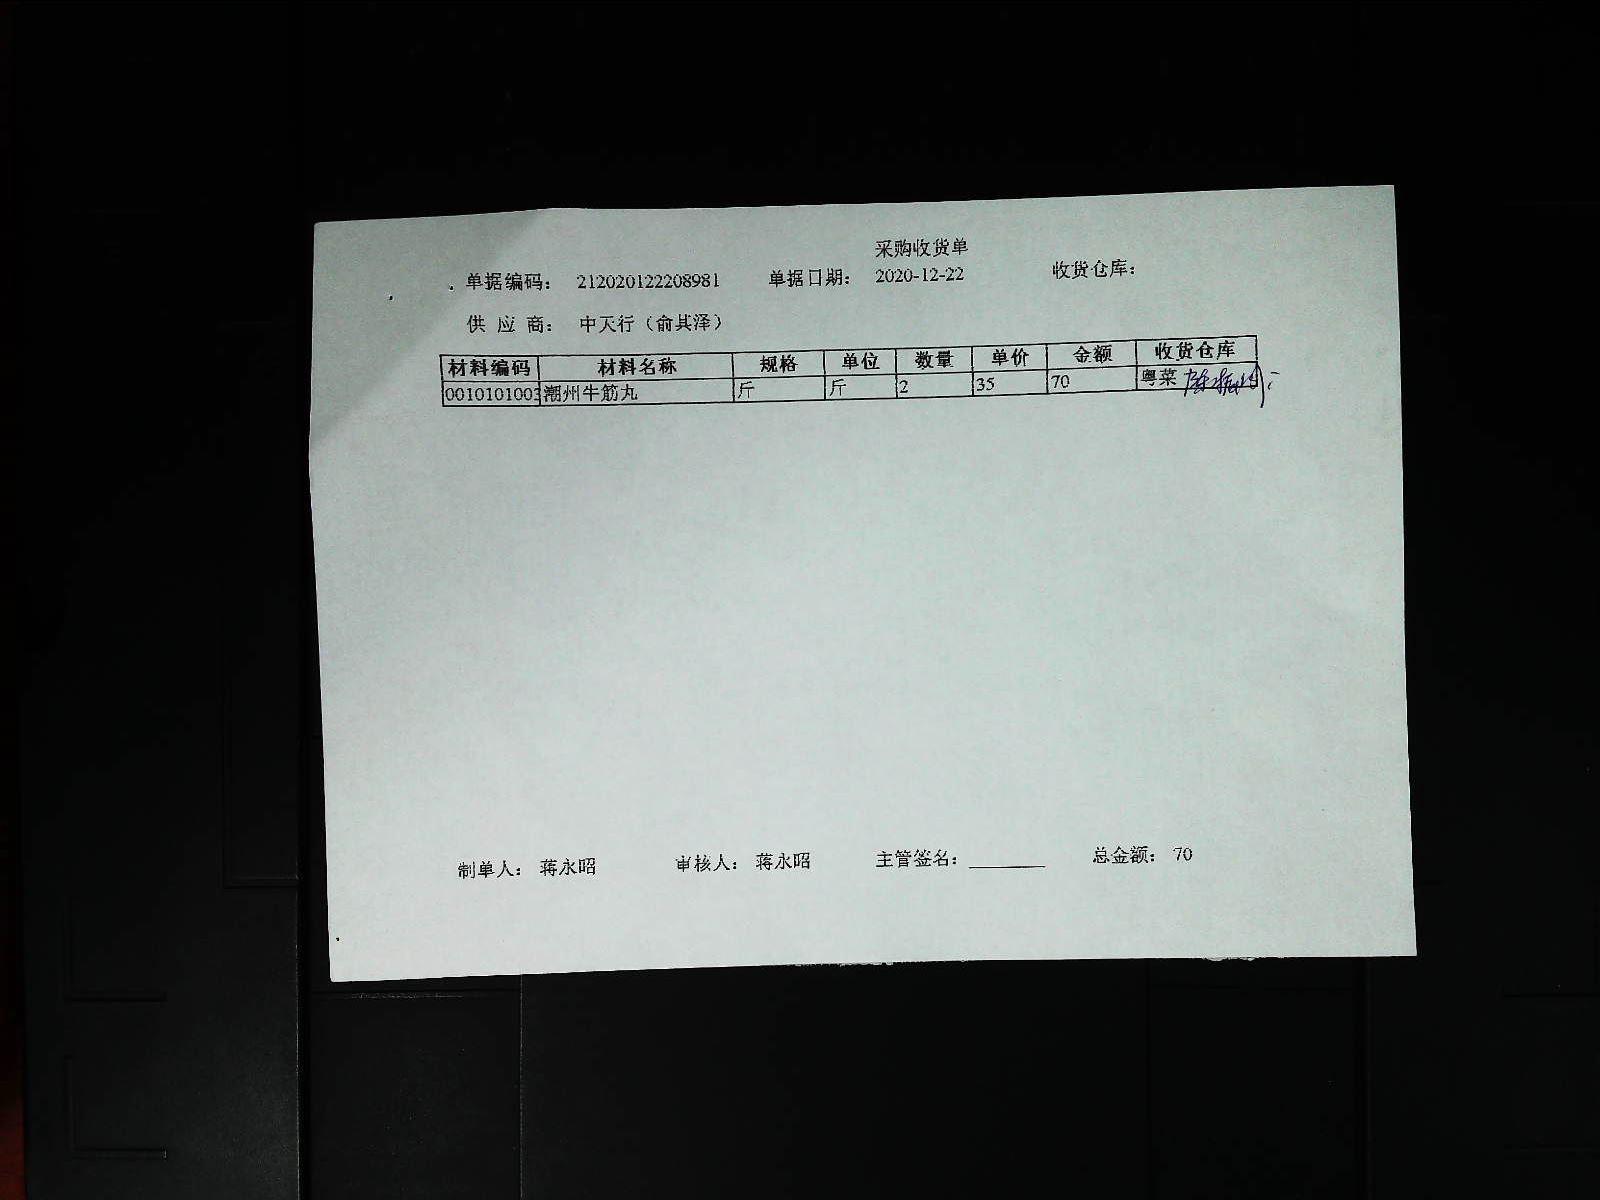 采购收货单
单据编码： 212020122208981 单据日期： 2020-12-22 收货仓库：
供 应 商： 中天行（俞其泽）
材料编码 材料名称 规格 单位 数量 单价 金额 收货仓库
0010101003 潮州牛筋丸 斤 斤 2 35 70 粤菜
制单人： 蒋永昭 审核人： 蒋永昭 主管签名： 总金额： 70